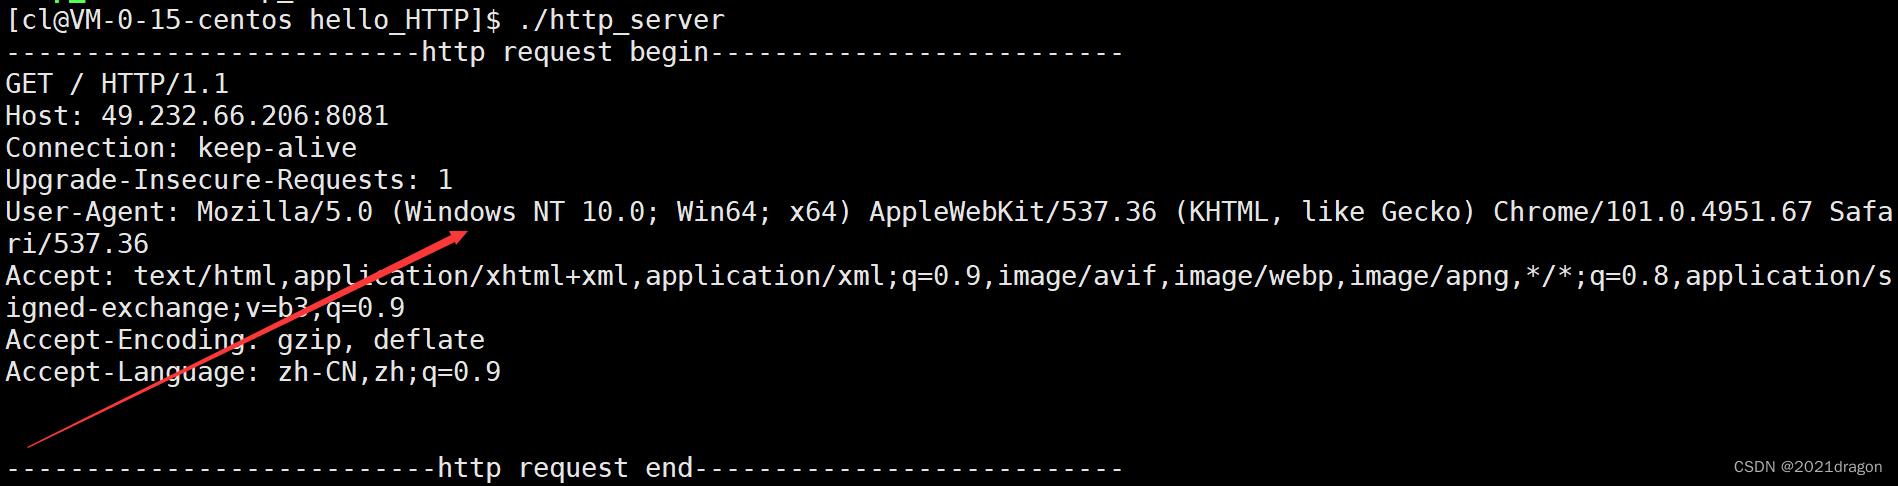 [cl@VM-0-15-centos hello_HTTP]$ ./http_server
--------------------------http request begin--------------------------
GET / HTTP/1.1
Host: 49.232.66.206:8081
Connection: keep-alive
Upgrade-Insecure-Requests: 1
User-Agent: Mozilla/5.0 (Windows NT 10.0; Win64; x64) AppleWebKit/537.36 (KHTML, like Gecko) Chrome/101.0.4951.67 Safa
ri/537.36
Accept: text/html,application/xhtml+xml,application/xml;q=0.9,image/avif,image/webp,image/apng,*/*;q=0.8,application/s
igned-exchange;v=b3;q=0.9
Accept-Encoding: gzip, deflate
Accept-Language: zh-CN,zh;q=0.9
---------------------------http request end---------------------------
CSDN @2021dragon